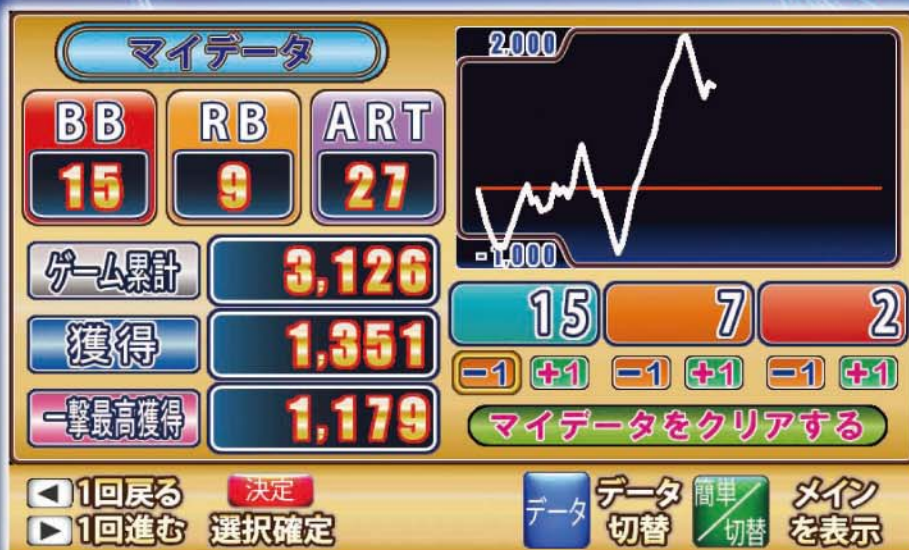 マイデータ
BB
RB
ART
15
9
27
ゲーム累計
3,126
獲得
1,351
一撃最高獲得
1,179
2,000
-1,000
15
7
2
-1 +1 -1 +1 -1 +1
マイデータをクリアする
◀1回戻る
▶1回進む
決定
選択確定
データ
データ
切替
簡単/切替
メイン
を表示